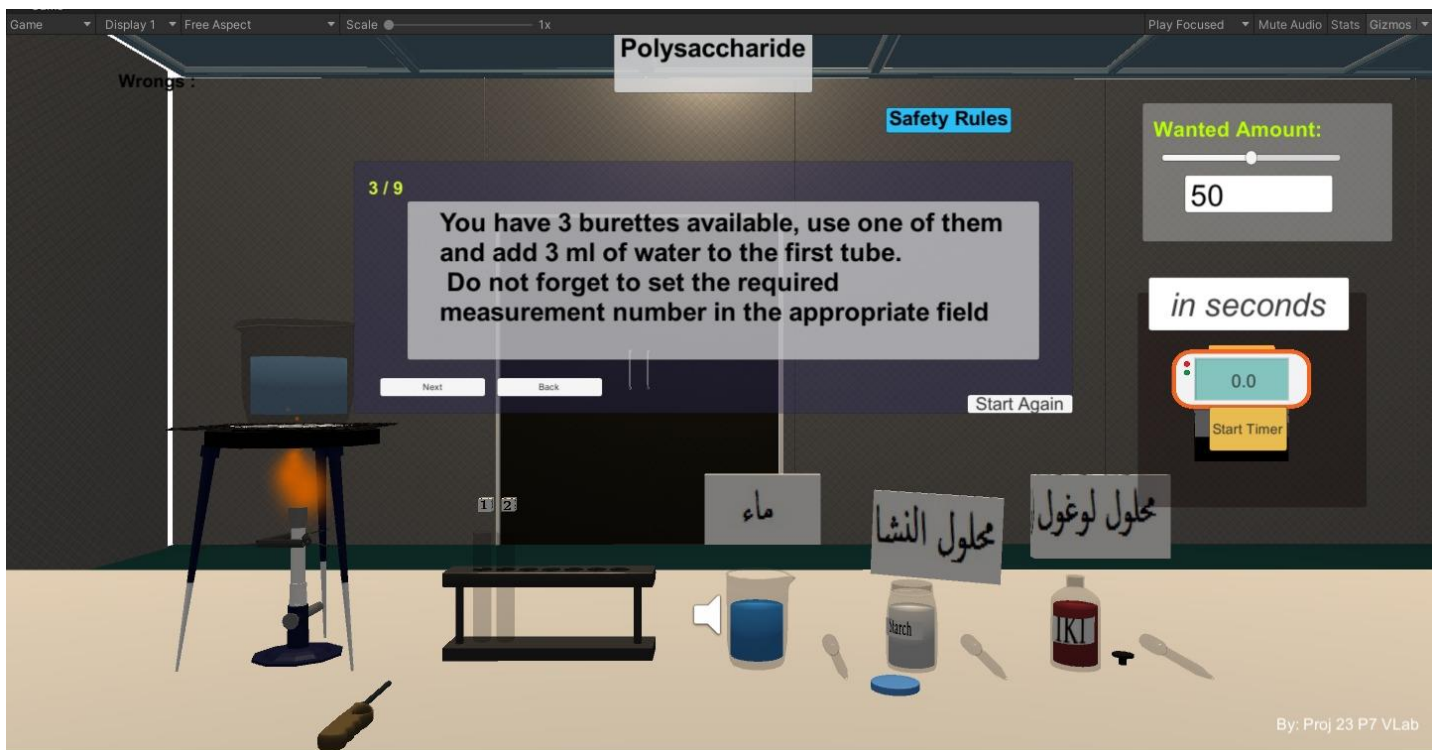 Game Display 1 Free Aspect Scale 1x Play Focused Mute Audio Stats Gizmos
Polysaccharide
Wrongs :
Safety Rules
Wanted Amount:
50
3 / 9
You have 3 burettes available, use one of them
and add 3 ml of water to the first tube.
Do not forget to set the required
measurement number in the appropriate field
Next Back
Start Again
in seconds
0.0
Start Timer
1 2
ماء
محلول النشا
محلول لوغول
Starch
IKI
By: Proj 23 P7 VLab